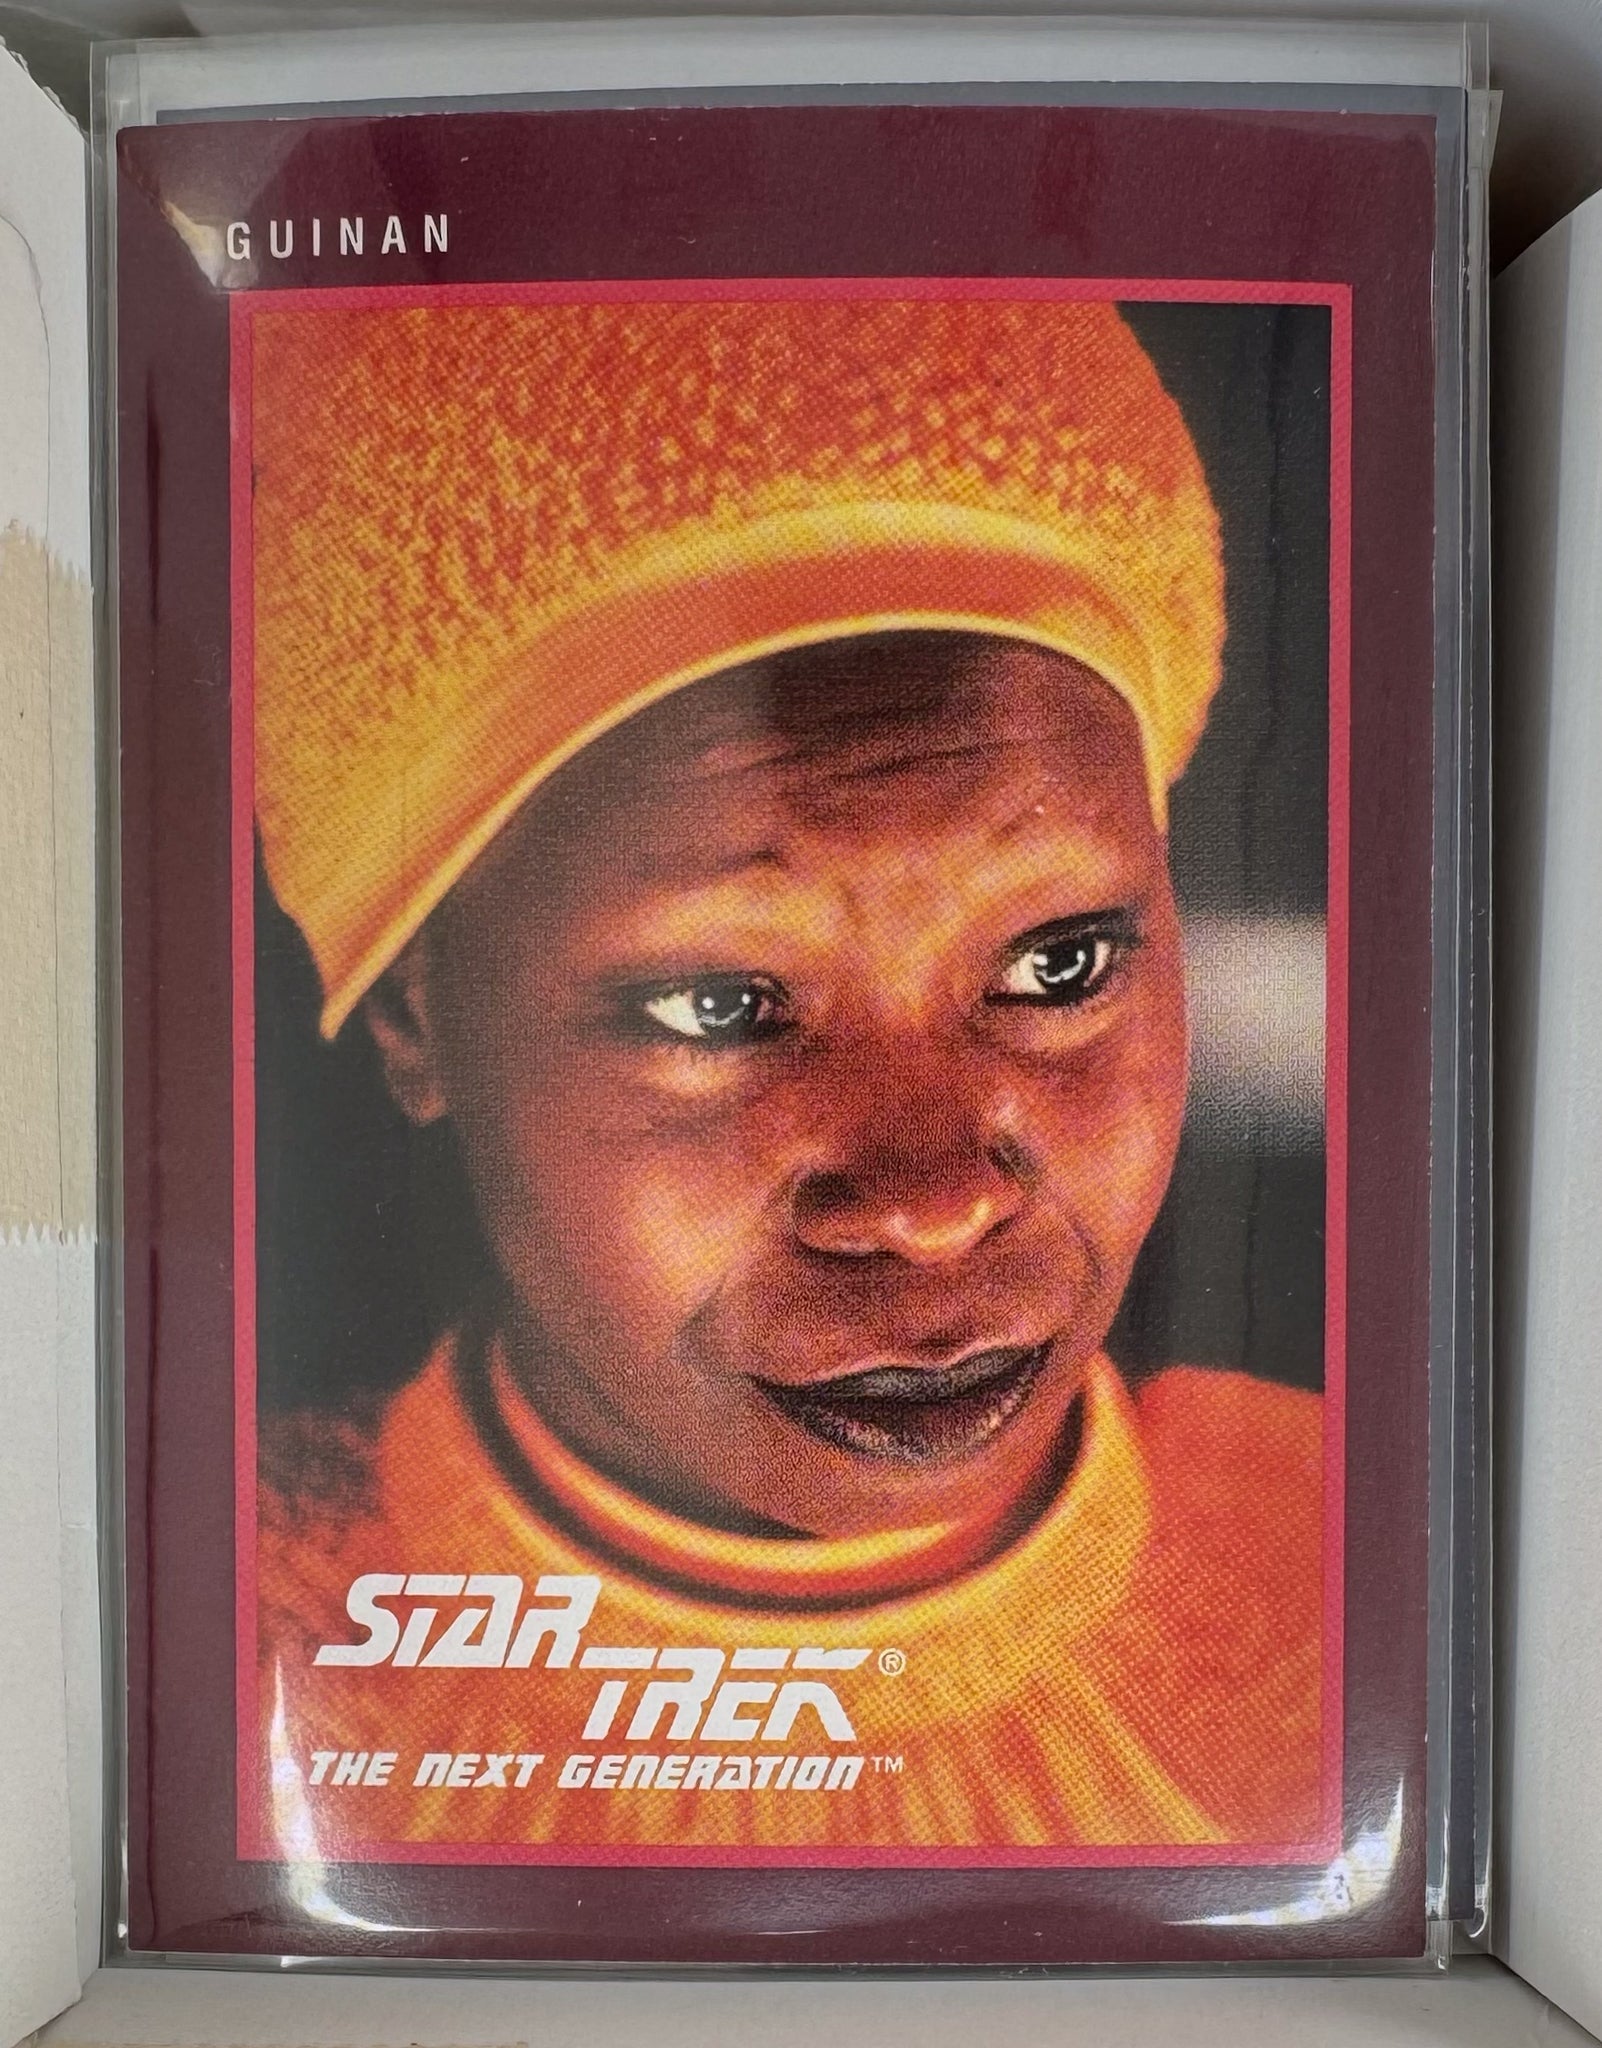 GUINAN
STAR
TREK®
THE NEXT GENERATION™